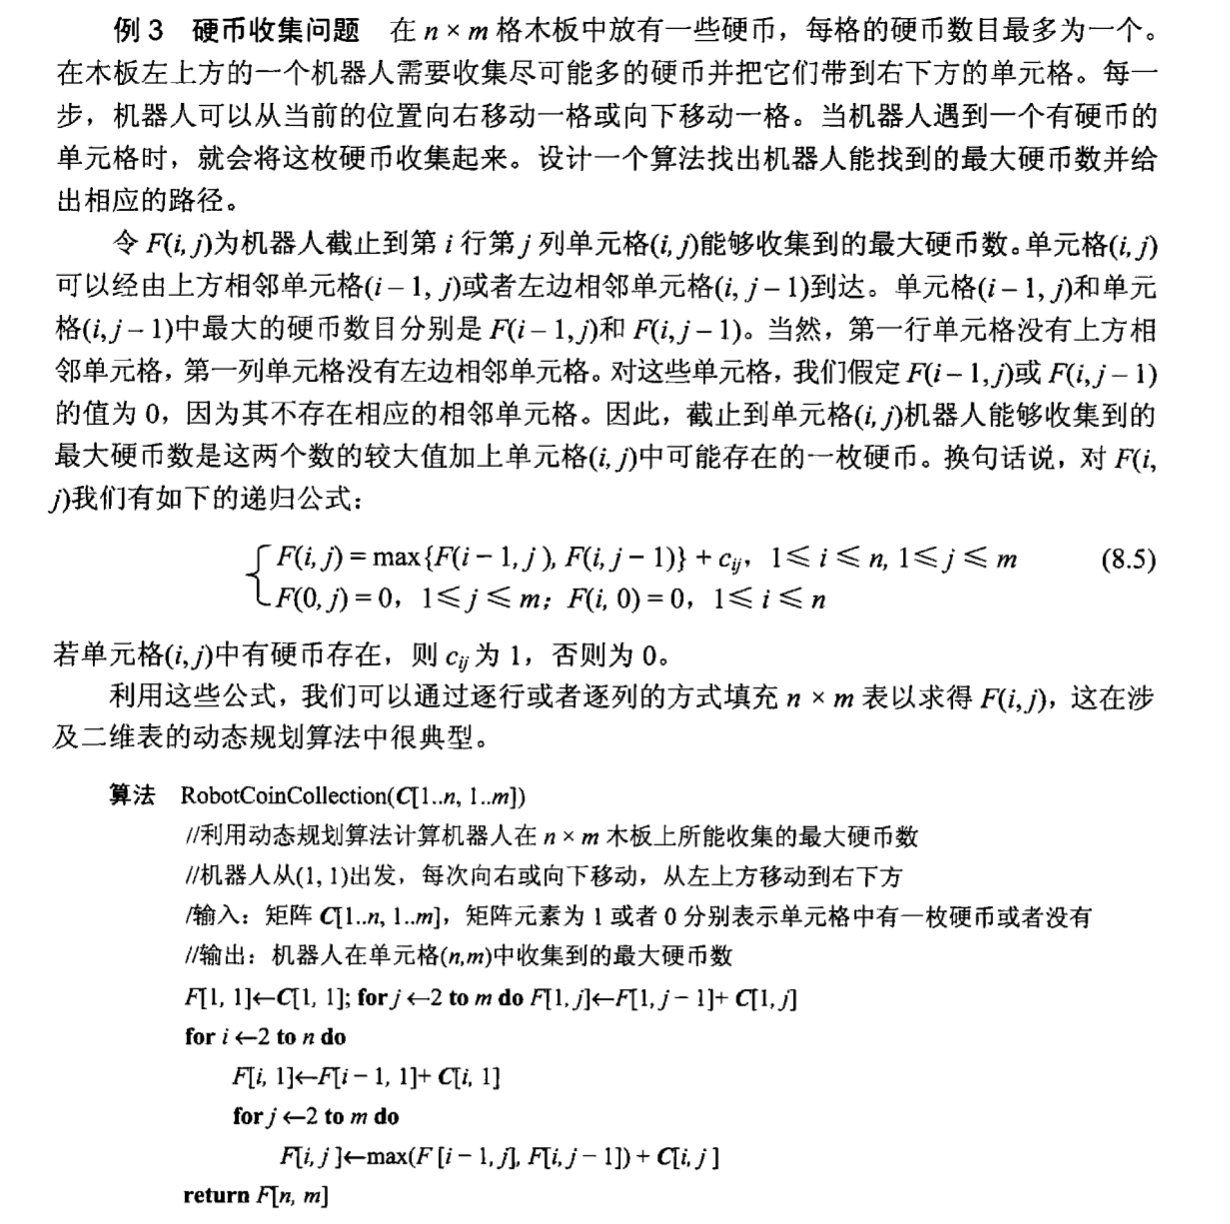 例 3 硬币收集问题 在 n × m 格木板中放有一些硬币，每格的硬币数目最多为一个。
在木板左上方的一个机器人需要收集尽可能多的硬币并把它们带到右下方的单元格。每一
步，机器人可以从当前的位置向右移动一格或向下移动一格。当机器人遇到一个有硬币的
单元格时，就会将这枚硬币收集起来。设计一个算法找出机器人能找到的最大硬币数并给
出相应的路径。
令 F(i, j)为机器人截止到第 i 行第 j 列单元格(i, j)能够收集到的最大硬币数。单元格(i, j)
可以经由上方相邻单元格(i – 1, j)或者左边相邻单元格(i, j – 1)到达。单元格(i – 1, j)和单元
格(i, j – 1)中最大的硬币数目分别是 F(i – 1, j)和 F(i, j – 1)。当然，第一行单元格没有上方相
邻单元格，第一列单元格没有左边相邻单元格。对这些单元格，我们假定 F(i – 1, j)或 F(i, j – 1)
的值为 0，因为其不存在相应的相邻单元格。因此，截止到单元格(i, j)机器人能够收集到的
最大硬币数是这两个数的较大值加上单元格(i, j)中可能存在的一枚硬币。换句话说，对 F(i,
j)我们有如下的递归公式：
F(i, j) = max{F(i – 1, j ), F(i, j – 1)} + cij，1≤ i ≤ n, 1≤ j ≤ m (8.5)
F(0, j) = 0，1≤ j ≤ m；F(i, 0) = 0，1≤ i ≤ n
若单元格(i, j)中有硬币存在，则 cij 为 1，否则为 0。
利用这些公式，我们可以通过逐行或者逐列的方式填充 n × m 表以求得 F(i, j)，这在涉
及二维表的动态规划算法中很典型。
算法 RobotCoinCollection(C[1..n, 1..m])
//利用动态规划算法计算机器人在 n × m 木板上所能收集的最大硬币数
//机器人从(1, 1)出发，每次向右或向下移动，从左上方移动到右下方
/输入：矩阵 C[1..n, 1..m]，矩阵元素为 1 或者 0 分别表示单元格中有一枚硬币或者没有
//输出：机器人在单元格(n,m)中收集到的最大硬币数
F[1, 1]←C[1, 1]; for j ←2 to m do F[1, j]←F[1, j – 1]+ C[1, j]
for i ←2 to n do
F[i, 1]←F[i – 1, 1]+ C[i, 1]
for j ←2 to m do
F[i, j ]←max(F [i – 1, j], F[i, j – 1]) + C[i, j ]
return F[n, m]